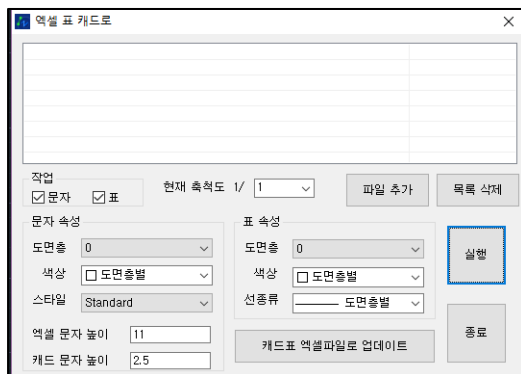 엑셀 표 캐드로
작업
문자 표
현재 축척도 1/ 1
파일 추가
목록 삭제
문자 속성
도면층 0
색상 도면층별
스타일 Standard
엑셀 문자 높이 11
캐드 문자 높이 2.5
표 속성
도면층 0
색상 도면층별
선종류 도면층별
캐드표 엑셀파일로 업데이트
실행
종료